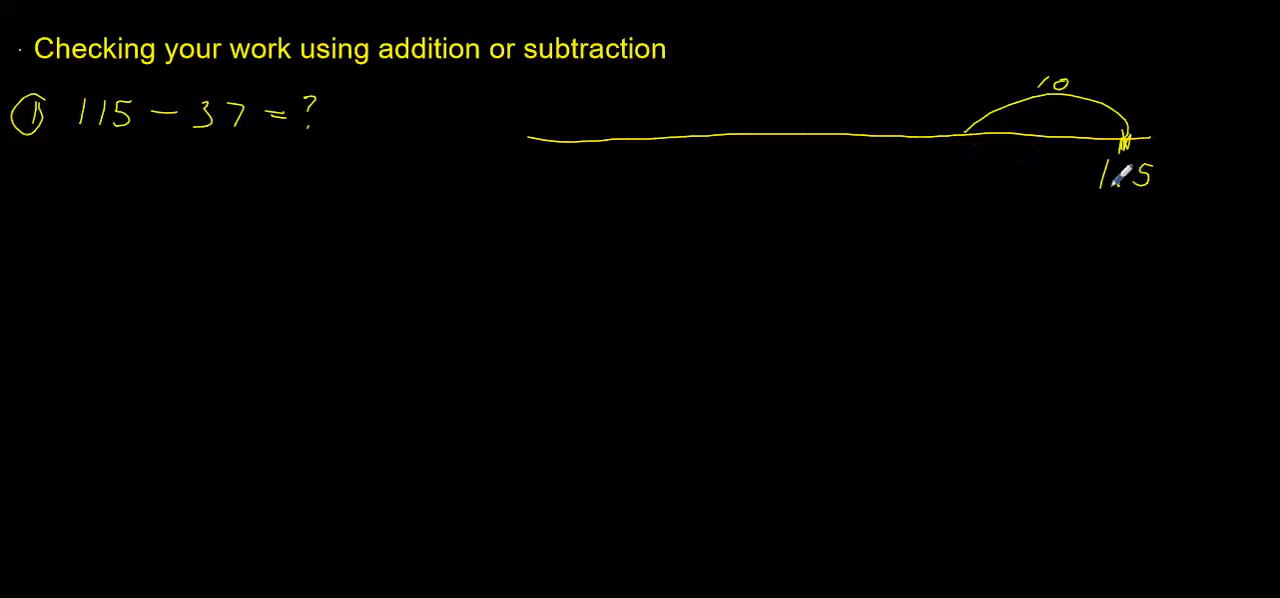 · Checking your work using addition or subtraction
① 115 - 37 = ?
10
115